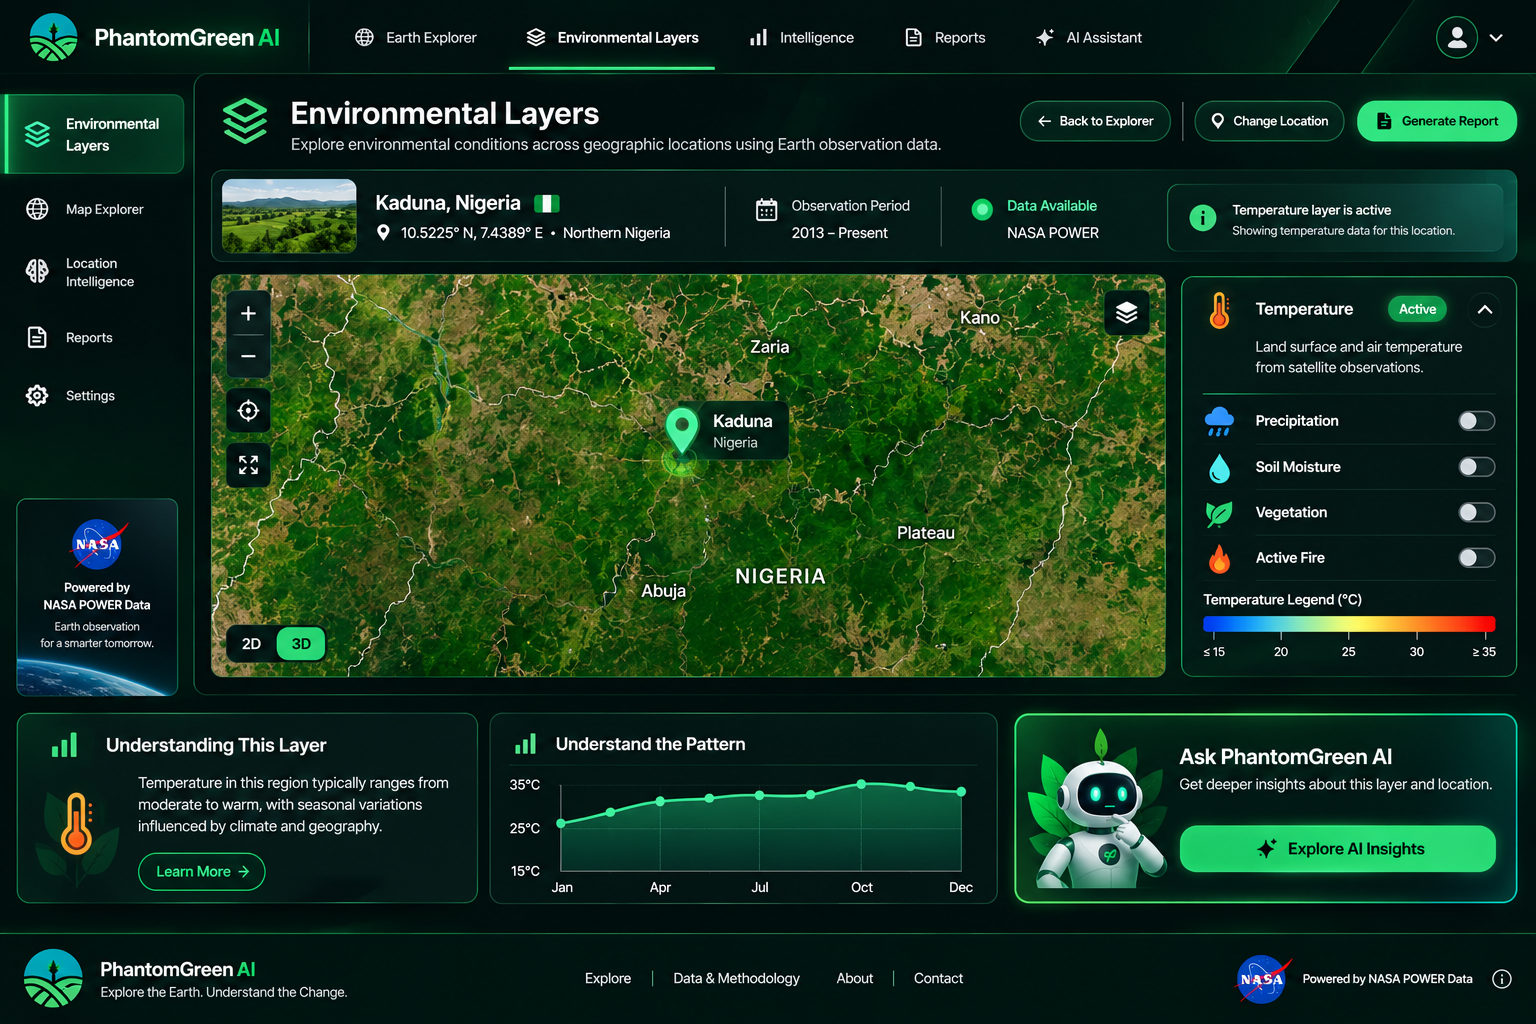 PhantomGreen AI
Earth Explorer
Environmental Layers
Intelligence
Reports
AI Assistant
Environmental
Layers
Map Explorer
Location
Intelligence
Reports
Settings
NASA
Powered by
NASA POWER Data
Earth observation
for a smarter tomorrow.
Environmental Layers
Explore environmental conditions across geographic locations using Earth observation data.
← Back to Explorer
Change Location
Generate Report
Kaduna, Nigeria
10.5225° N, 7.4389° E • Northern Nigeria
Observation Period
2013 – Present
Data Available
NASA POWER
Temperature layer is active
Showing temperature data for this location.
+
−
Kano
Zaria
Kaduna
Nigeria
Plateau
NIGERIA
Abuja
2D 3D
Temperature
Active
Land surface and air temperature
from satellite observations.
Precipitation
Soil Moisture
Vegetation
Active Fire
Temperature Legend (°C)
≤ 15 20 25 30 ≥ 35
Understanding This Layer
Temperature in this region typically ranges from
moderate to warm, with seasonal variations
influenced by climate and geography.
Learn More →
Understand the Pattern
35°C
25°C
15°C
Jan Apr Jul Oct Dec
Ask PhantomGreen AI
Get deeper insights about this layer and location.
Explore AI Insights
PhantomGreen AI
Explore the Earth. Understand the Change.
Explore | Data & Methodology About | Contact
NASA
Powered by NASA POWER Data